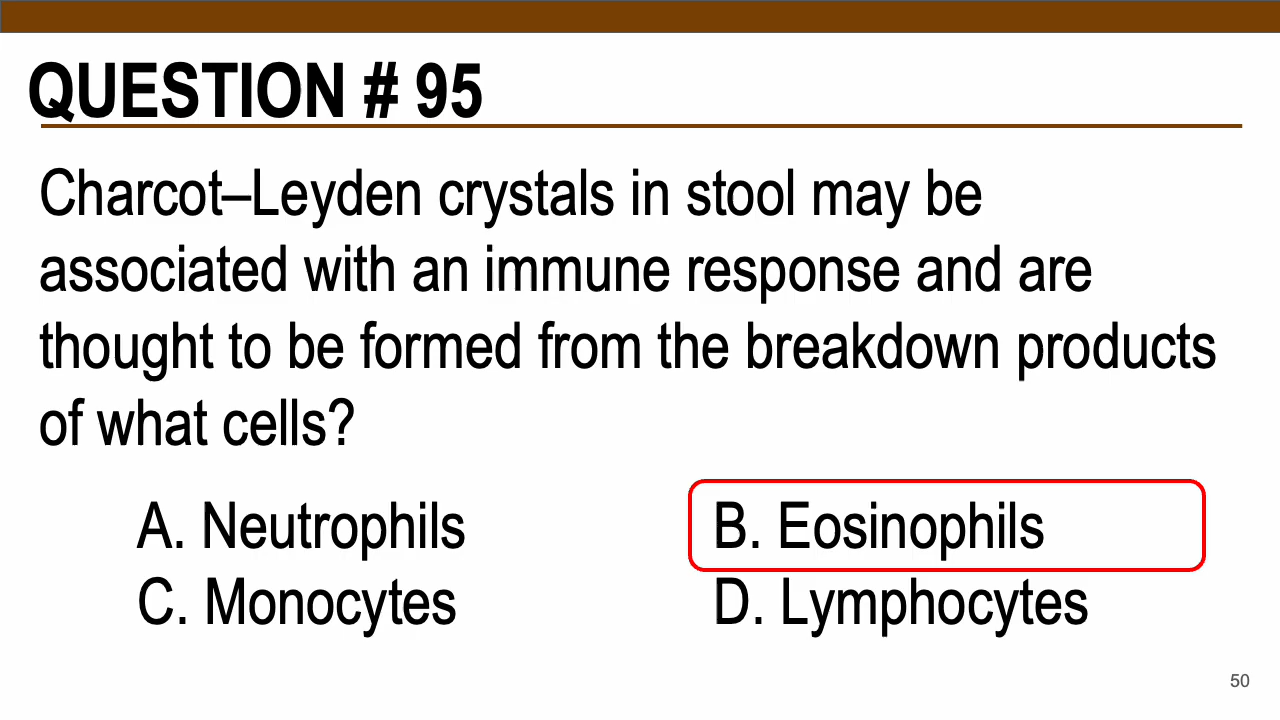 QUESTION # 95
Charcot–Leyden crystals in stool may be
associated with an immune response and are
thought to be formed from the breakdown products
of what cells?
A. Neutrophils B. Eosinophils
C. Monocytes D. Lymphocytes
50